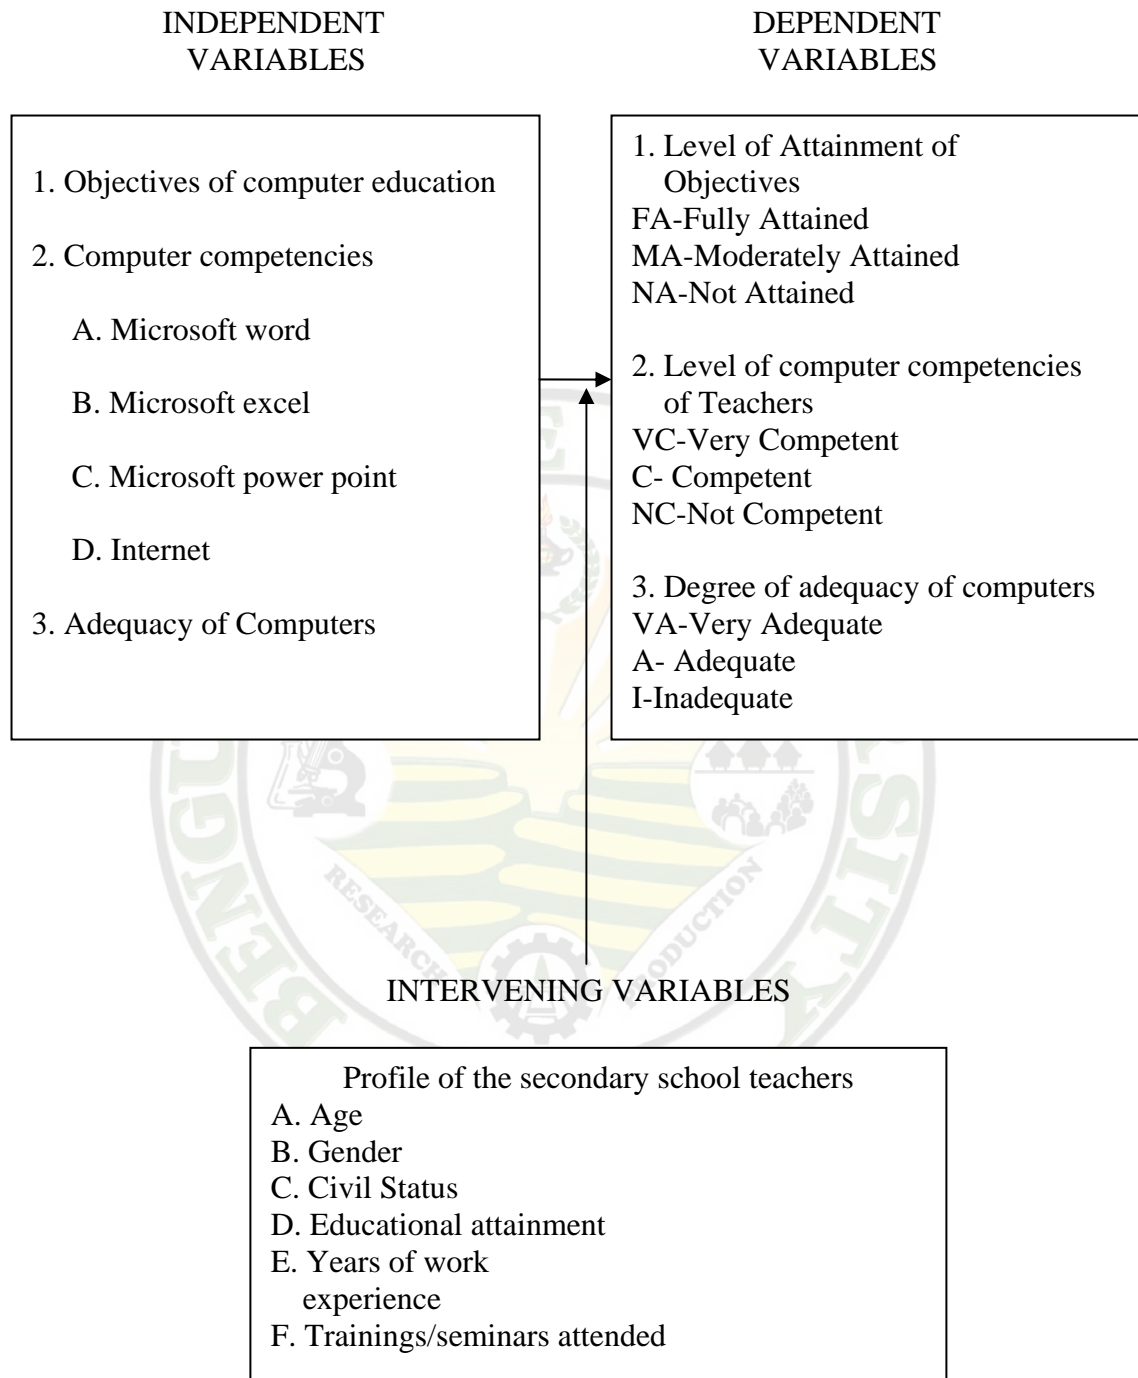 INDEPENDENT
VARIABLES
DEPENDENT
VARIABLES
1. Objectives of computer education
2. Computer competencies
A. Microsoft word
B. Microsoft excel
C. Microsoft power point
D. Internet
3. Adequacy of Computers
1. Level of Attainment of
Objectives
FA-Fully Attained
MA-Moderately Attained
NA-Not Attained
2. Level of computer competencies
of Teachers
VC-Very Competent
C- Competent
NC-Not Competent
3. Degree of adequacy of computers
VA-Very Adequate
A- Adequate
I-Inadequate
RESEARCH
PRODUCTION
INTERVENING VARIABLES
Profile of the secondary school teachers
A. Age
B. Gender
C. Civil Status
D. Educational attainment
E. Years of work
experience
F. Trainings/seminars attended